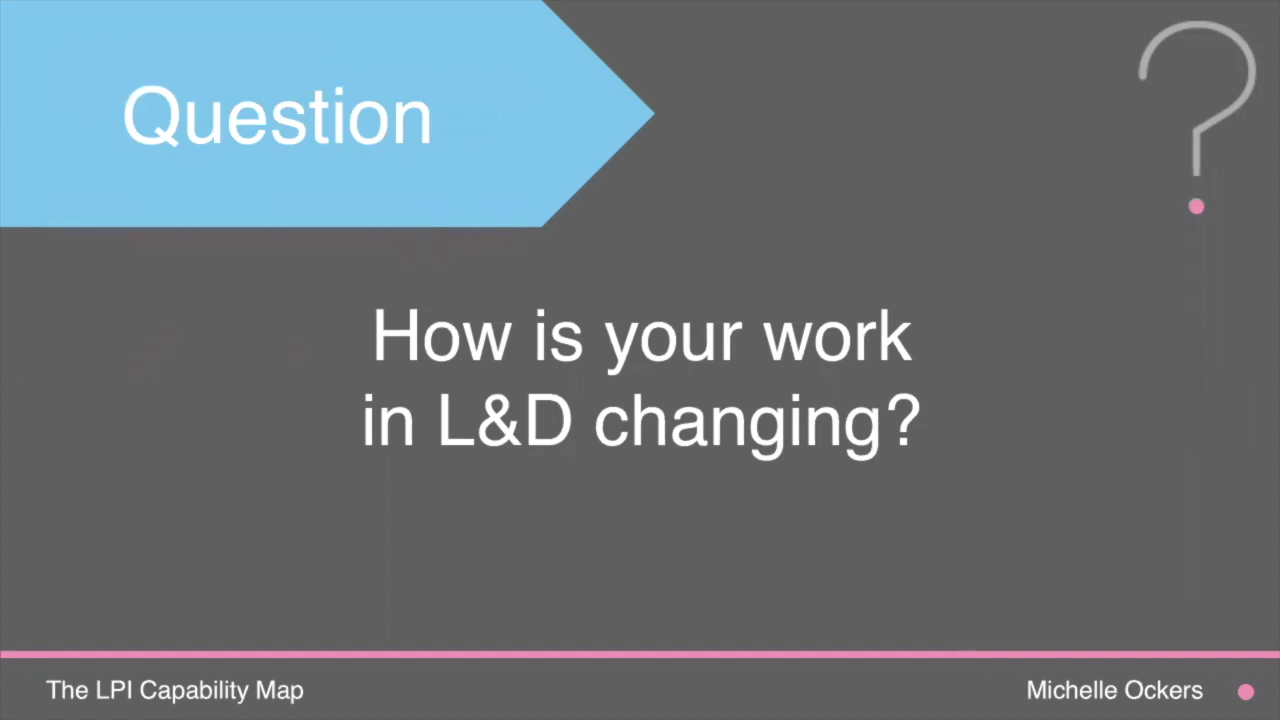 Question
How is your work
in L&D changing?
The LPI Capability Map
Michelle Ockers